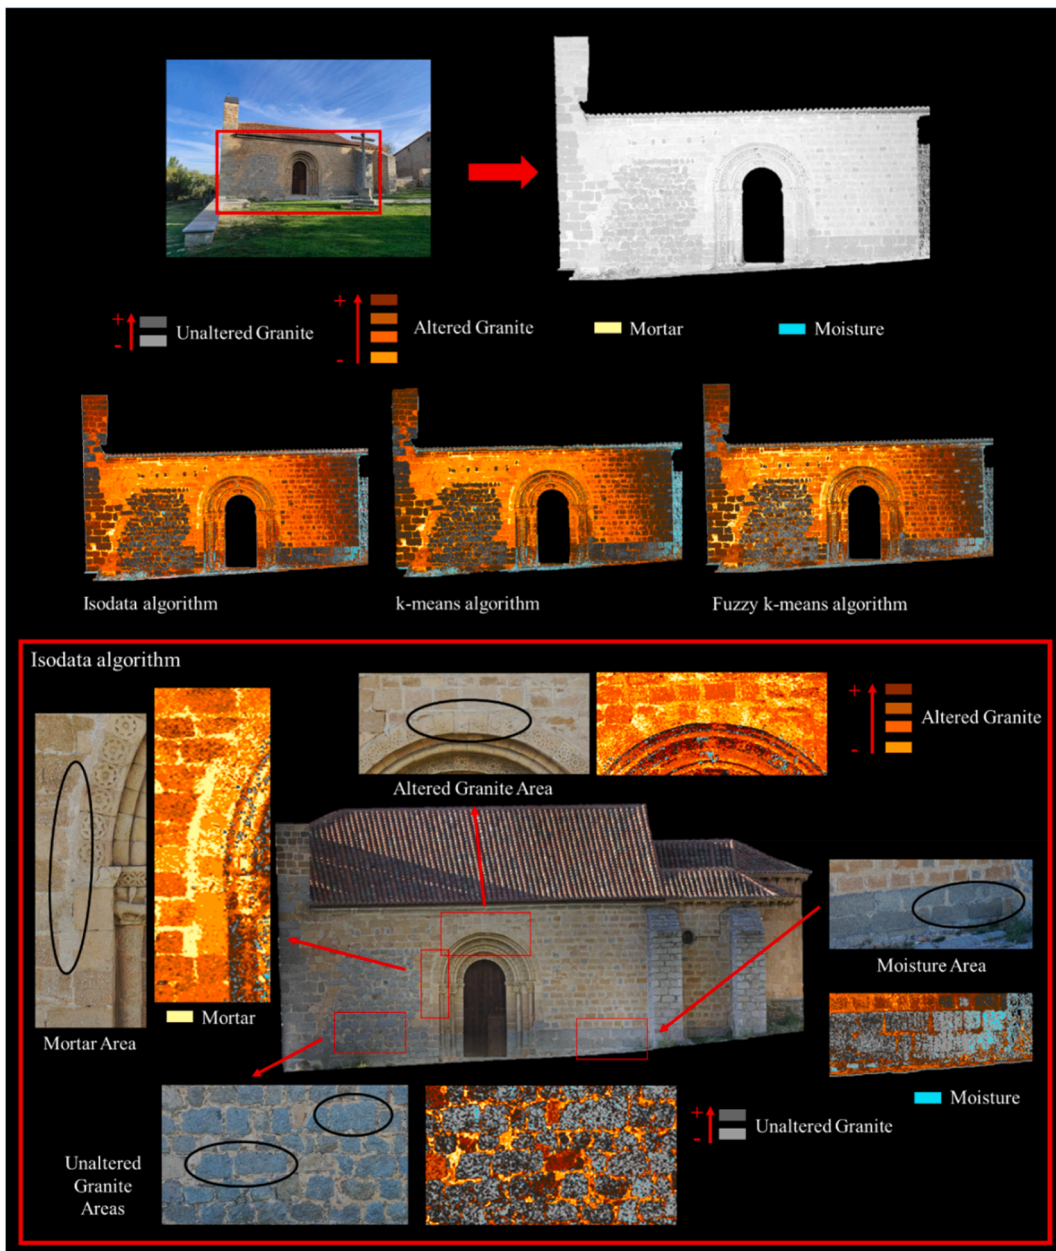 +
-
Unaltered Granite
+
-
Altered Granite
Mortar
Moisture
Isodata algorithm
k-means algorithm
Fuzzy k-means algorithm
Isodata algorithm
+
-
Altered Granite
Altered Granite Area
Mortar
Mortar Area
Moisture Area
Moisture
+
-
Unaltered Granite
Unaltered
Granite
Areas